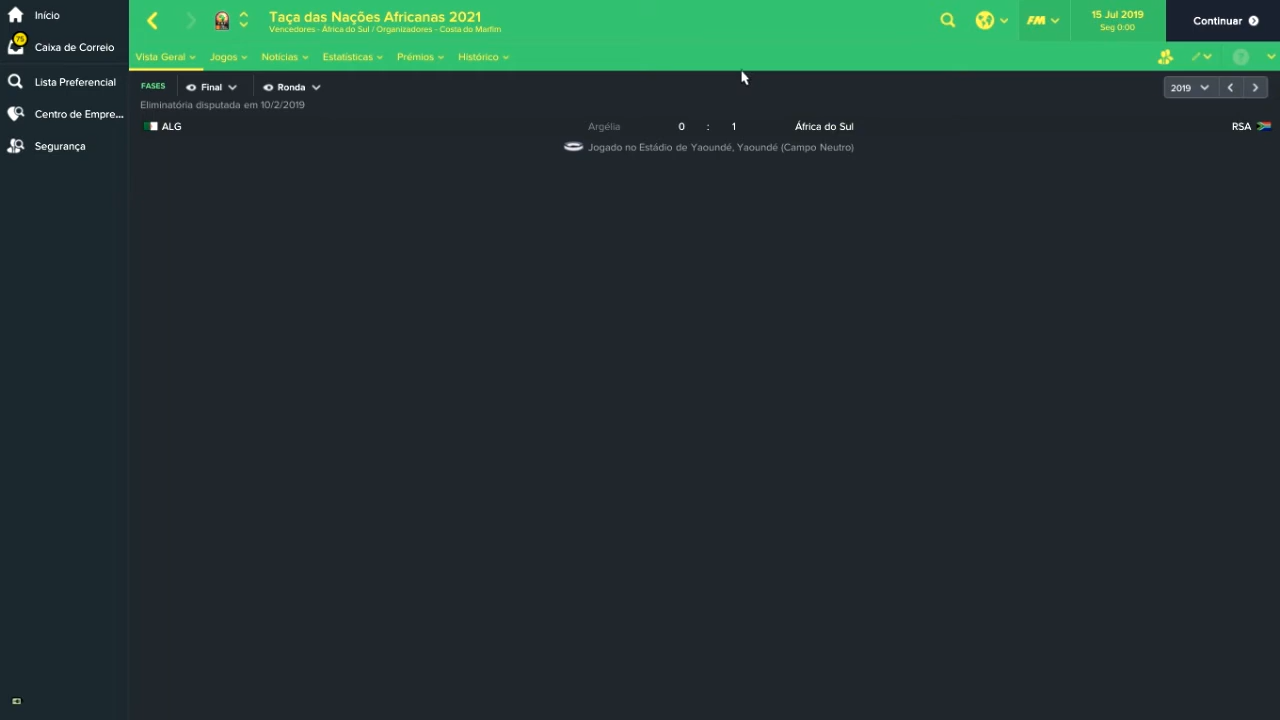 Início
75
Caixa de Correio
Lista Preferencial
Centro de Empre...
Segurança
Taça das Nações Africanas 2021
Vencedores - África do Sul / Organizadores - Costa do Marfim
FM
15 Jul 2019
Seg 0:00
Continuar
Vista Geral
Jogos
Notícias
Estatísticas
Prémios
Histórico
?
FASES
Final
Ronda
2019
Eliminatória disputada em 10/2/2019
ALG
Argélia 0 : 1 África do Sul
RSA
Jogado no Estádio de Yaoundé, Yaoundé (Campo Neutro)